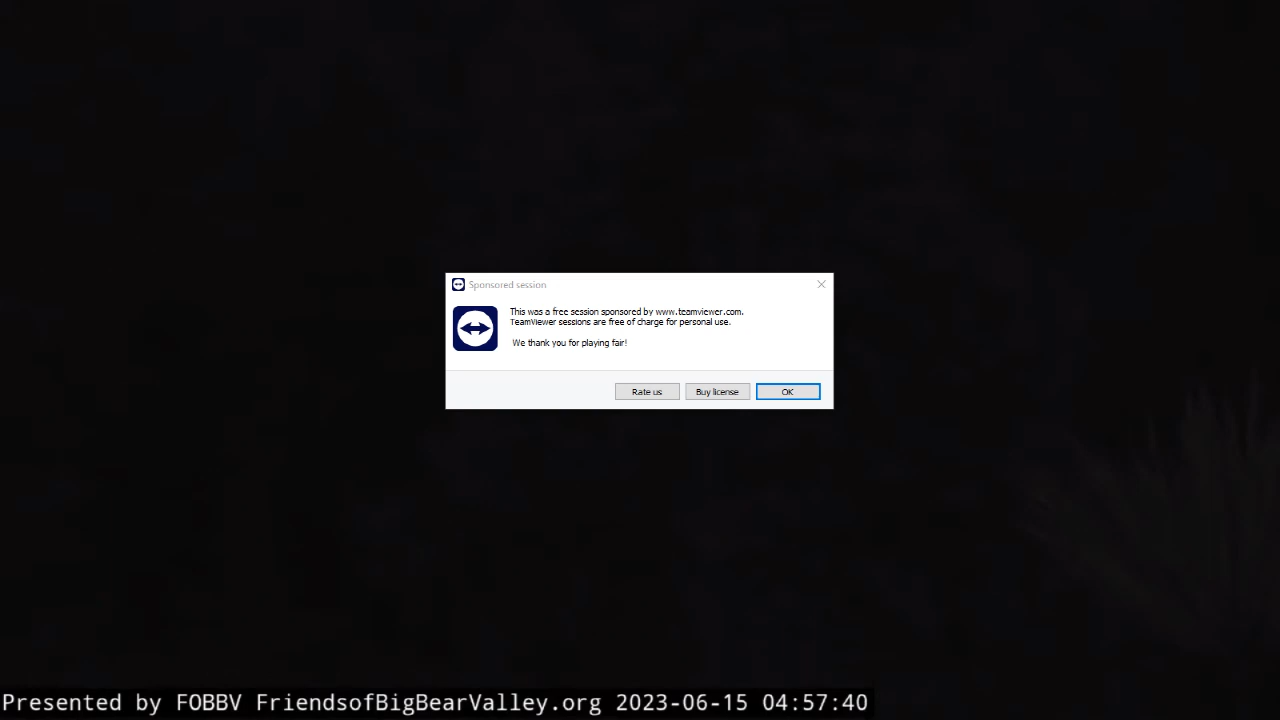 Sponsored session
This was a free session sponsored by www.teamviewer.com.
TeamViewer sessions are free of charge for personal use.
We thank you for playing fair!
Rate us
Buy license
OK
Presented by FOBBV FriendsofBigBearValley.org 2023-06-15 04:57:40